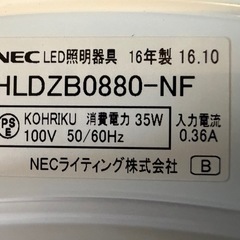 NEC LED照明器具 16年製 16.10
HLDZB0880-NF
PSE KOHRIKU 消費電力 35W 入力電流
100V 50/60Hz 0.36A
NECライティング株式会社 B